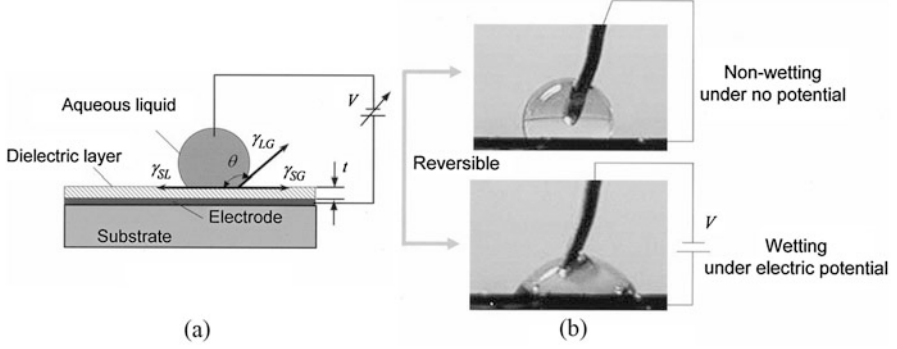 Aqueous liquid
Dielectric layer
V
γLG
θ
γSL
γSG
t
Electrode
Substrate
(a)
Reversible
Non-wetting
under no potential
V
Wetting
under electric potential
(b)